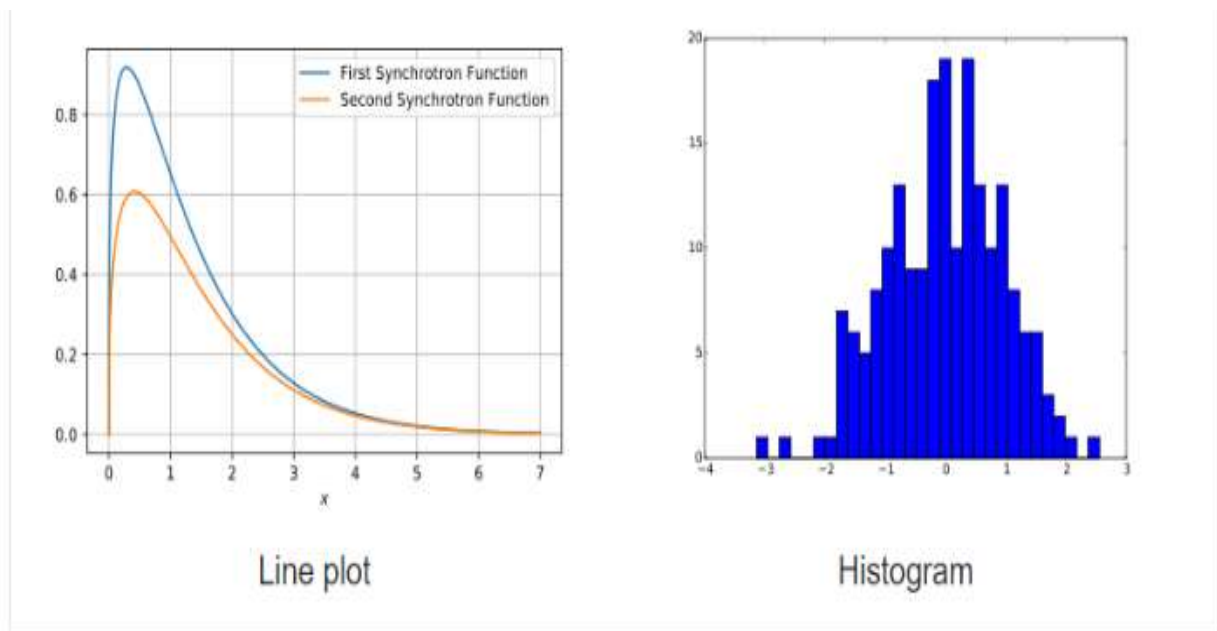 First Synchrotron Function
Second Synchrotron Function
0.8
0.6
0.4
0.2
0.0
0 1 2 3 4 5 6 7
x
Line plot
20
15
10
5
0
−4 −3 −2 −1 0 1 2 3
Histogram